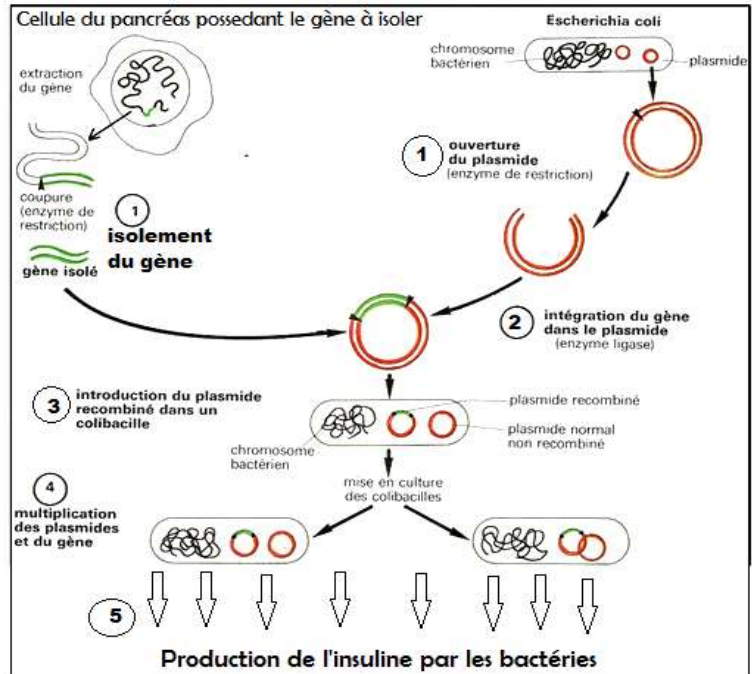 Cellule du pancréas possedant le gène à isoler
Escherichia coli
chromosome
bactérien
plasmide
extraction
du gène
1
ouverture
du plasmide
(enzyme de restriction)
coupure
(enzyme de
restriction)
1
isolement
du gène
gène isolé
2
intégration du gène
dans le plasmide
(enzyme ligase)
3
introduction du plasmide
recombiné dans un
colibacille
plasmide recombiné
plasmide normal
non recombiné
chromosome
bactérien
mise en culture
des colibacilles
4
multiplication
des plasmides
et du gène
5
Production de l'insuline par les bactéries